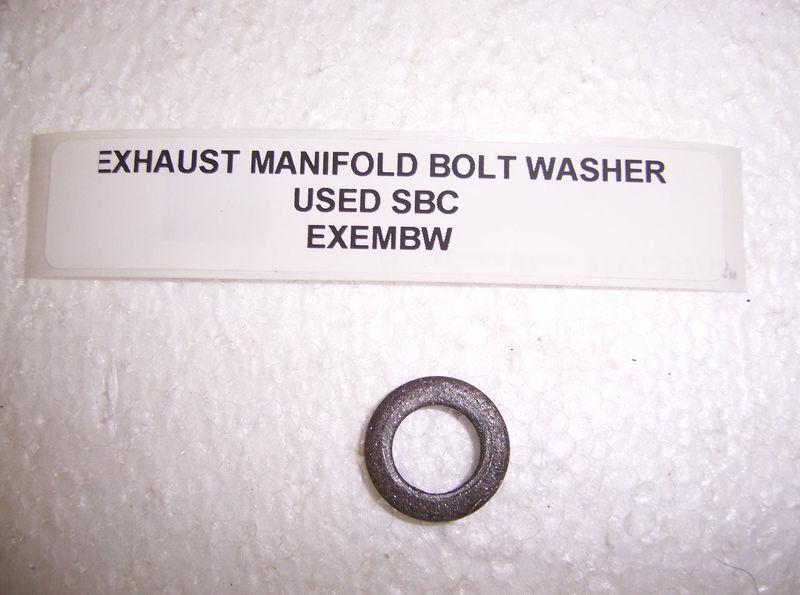 EXHAUST MANIFOLD BOLT WASHER
USED SBC
EXEMBW